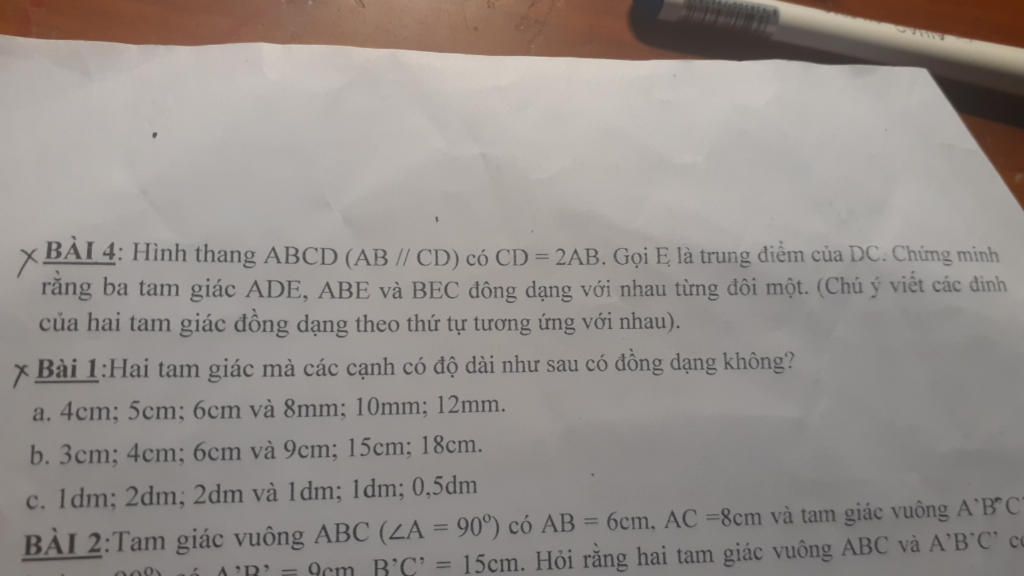 BÀI 4: Hình thang ABCD (AB // CD) có CD = 2AB. Gọi E là trung điểm của DC. Chứng minh
rằng ba tam giác ADE, ABE và BEC đông dạng với nhau từng đôi một. (Chú ý viết các đinh
của hai tam giác đồng dạng theo thứ tự tương ứng với nhau).
Bài 1:Hai tam giác mà các cạnh có độ dài như sau có đồng dạng không?
a. 4cm; 5cm; 6cm và 8mm; 10mm; 12mm.
b. 3cm; 4cm; 6cm và 9cm; 15cm; 18cm.
c. 1dm; 2dm; 2dm và 1dm; 1dm; 0,5dm
BÀI 2:Tam giác vuông ABC (∠A = 90º) có AB = 6cm, AC =8cm và tam giác vuông A'B'C'
A'B' = 9cm, B'C' = 15cm. Hỏi rằng hai tam giác vuông ABC và A'B'C'